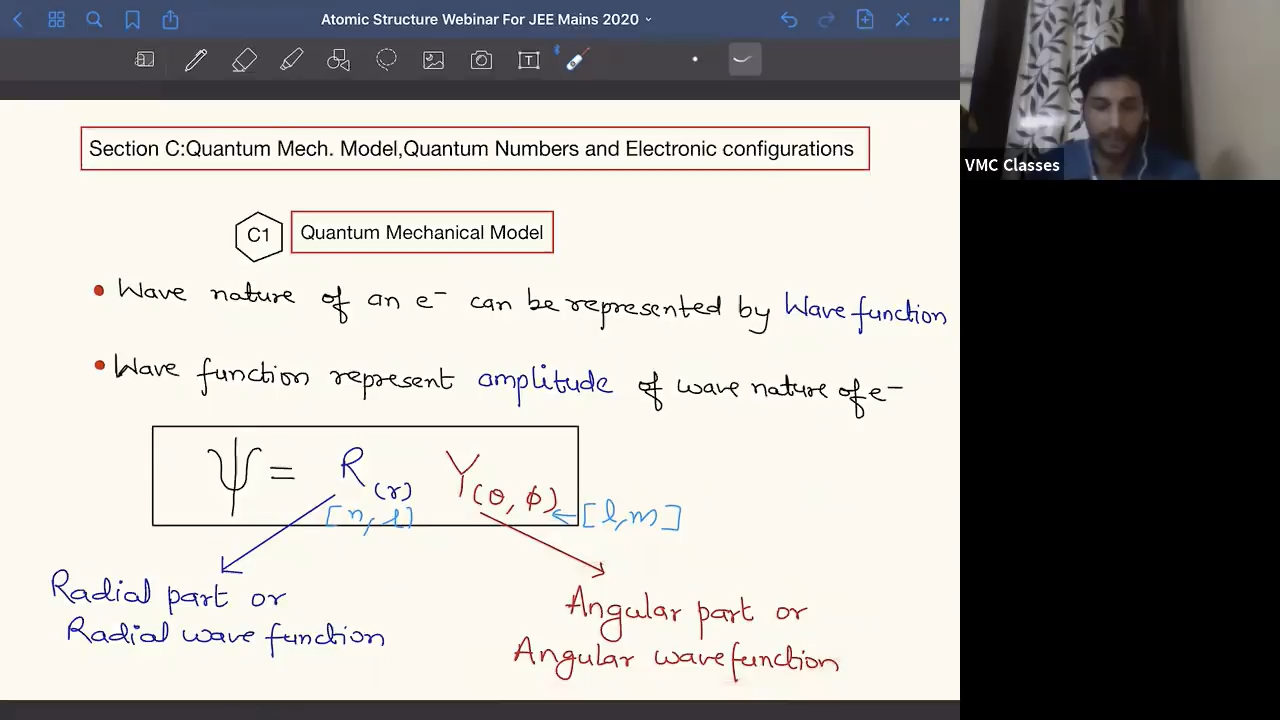 Atomic Structure Webinar For JEE Mains 2020
VMC Classes
Section C:Quantum Mech. Model,Quantum Numbers and Electronic configurations
C1 Quantum Mechanical Model
Wave nature of an e⁻ can be represented by Wave function
Wave function represent amplitude of wave nature of e⁻
Ψ = R(r) Y(θ, φ)
[n, l] ← [l, m]
Radial part or
Radial wave function
Angular part or
Angular wavefunction